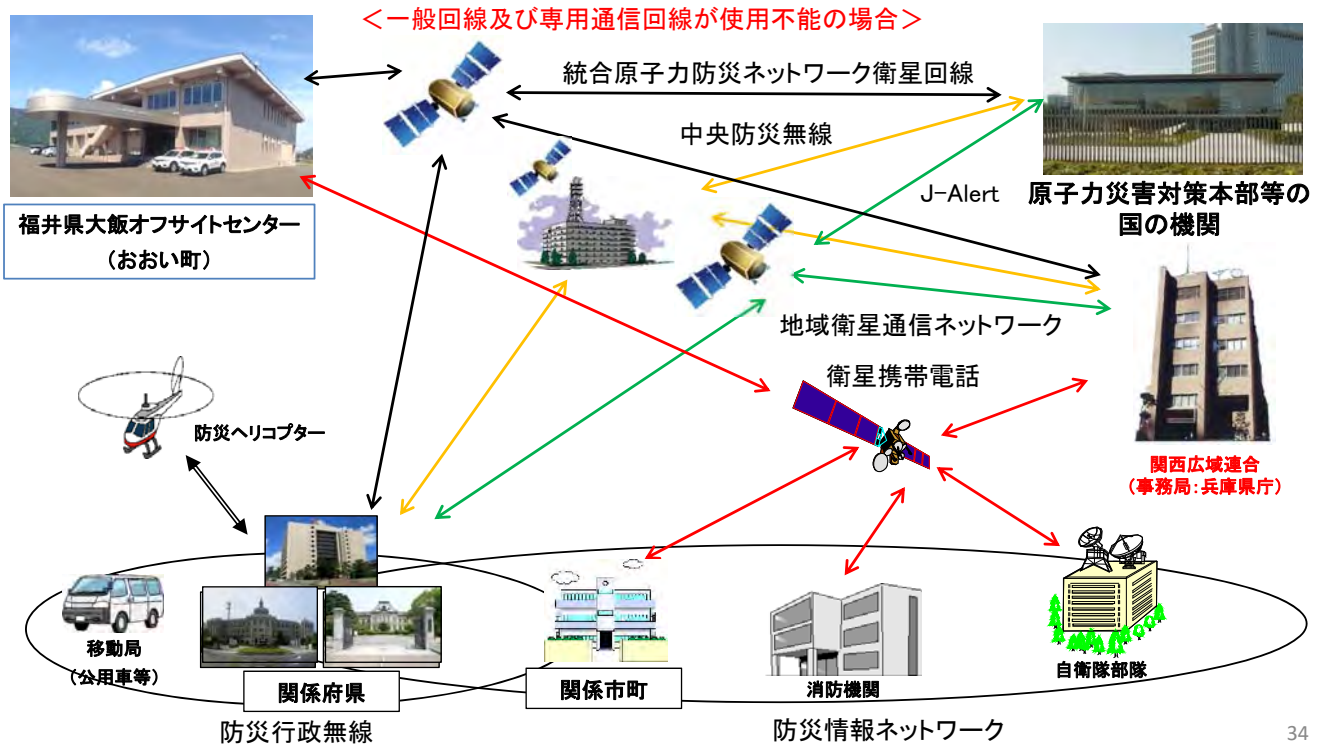 ＜一般回線及び専用通信回線が使用不能の場合＞
統合原子力防災ネットワーク衛星回線
中央防災無線
J-Alert
原子力災害対策本部等の
国の機関
福井県大飯オフサイトセンター
（おおい町）
地域衛星通信ネットワーク
衛星携帯電話
防災ヘリコプター
関西広域連合
（事務局：兵庫県庁）
移動局
（公用車等）
関係府県
関係市町
消防機関
自衛隊部隊
防災行政無線
防災情報ネットワーク
34